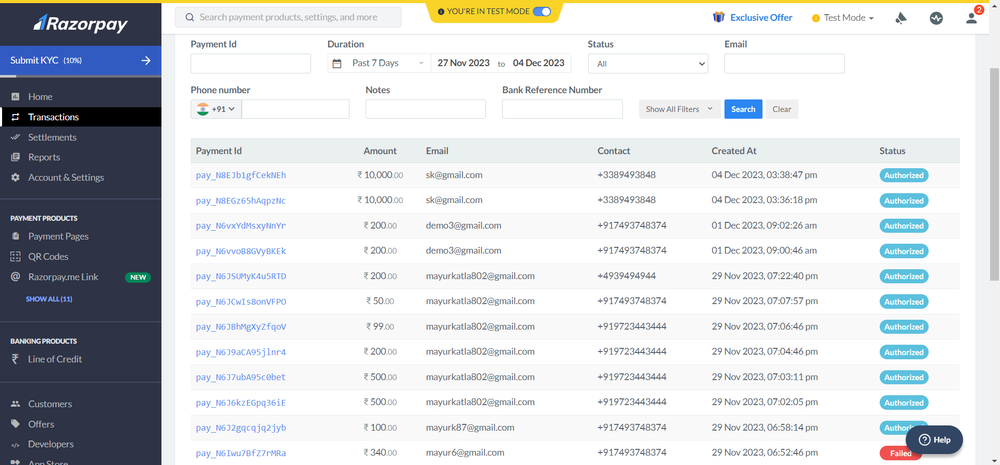 Razorpay
Search payment products, settings, and more
YOU'RE IN TEST MODE
Exclusive Offer
Test Mode
2
Submit KYC (10%)
Home
Transactions
Settlements
Reports
Account & Settings
PAYMENT PRODUCTS
Payment Pages
QR Codes
Razorpay.me Link NEW
SHOW ALL (11)
BANKING PRODUCTS
Line of Credit
Customers
Offers
Developers
App Store
Payment Id
Duration
Status
Email
Past 7 Days 27 Nov 2023 to 04 Dec 2023
All
Phone number
Notes
Bank Reference Number
+91
Show All Filters
Search
Clear
Payment Id Amount Email Contact Created At Status
pay_N8EJb1gfCekNEh ₹ 10,000.00 sk@gmail.com +3389493848 04 Dec 2023, 03:38:47 pm Authorized
pay_N8EGz65hAqpzNc ₹ 10,000.00 sk@gmail.com +3389493848 04 Dec 2023, 03:36:18 pm Authorized
pay_N6vxYdMsxyNnYr ₹ 200.00 demo3@gmail.com +917493748374 01 Dec 2023, 09:02:26 am Authorized
pay_N6vvoB8GVyBKEk ₹ 200.00 demo3@gmail.com +917493748374 01 Dec 2023, 09:00:46 am Authorized
pay_N6JSUMyK4u5RTD ₹ 200.00 mayurkatla802@gmail.com +4939494944 29 Nov 2023, 07:22:40 pm Authorized
pay_N6JCwIs8onVFPO ₹ 50.00 mayurkatla802@gmail.com +917493748374 29 Nov 2023, 07:07:57 pm Authorized
pay_N6JBhMgXyZfqoV ₹ 99.00 mayurkatla802@gmail.com +919723443444 29 Nov 2023, 07:06:46 pm Authorized
pay_N6J9aCA95jlnr4 ₹ 200.00 mayurkatla802@gmail.com +919723443444 29 Nov 2023, 07:04:46 pm Authorized
pay_N6J7ubA95c0bet ₹ 500.00 mayurkatla802@gmail.com +919723443444 29 Nov 2023, 07:03:11 pm Authorized
pay_N6J6kzEGpq36iE ₹ 500.00 mayurkatla802@gmail.com +919723443444 29 Nov 2023, 07:02:05 pm Authorized
pay_N6J2gqcqjq2jyb ₹ 100.00 mayurk87@gmail.com +917493748374 29 Nov 2023, 06:58:14 pm
pay_N6Iwu7BfZ7rMRa ₹ 340.00 mayur6@gmail.com +917493748374 29 Nov 2023, 06:52:46 pm Failed
Help